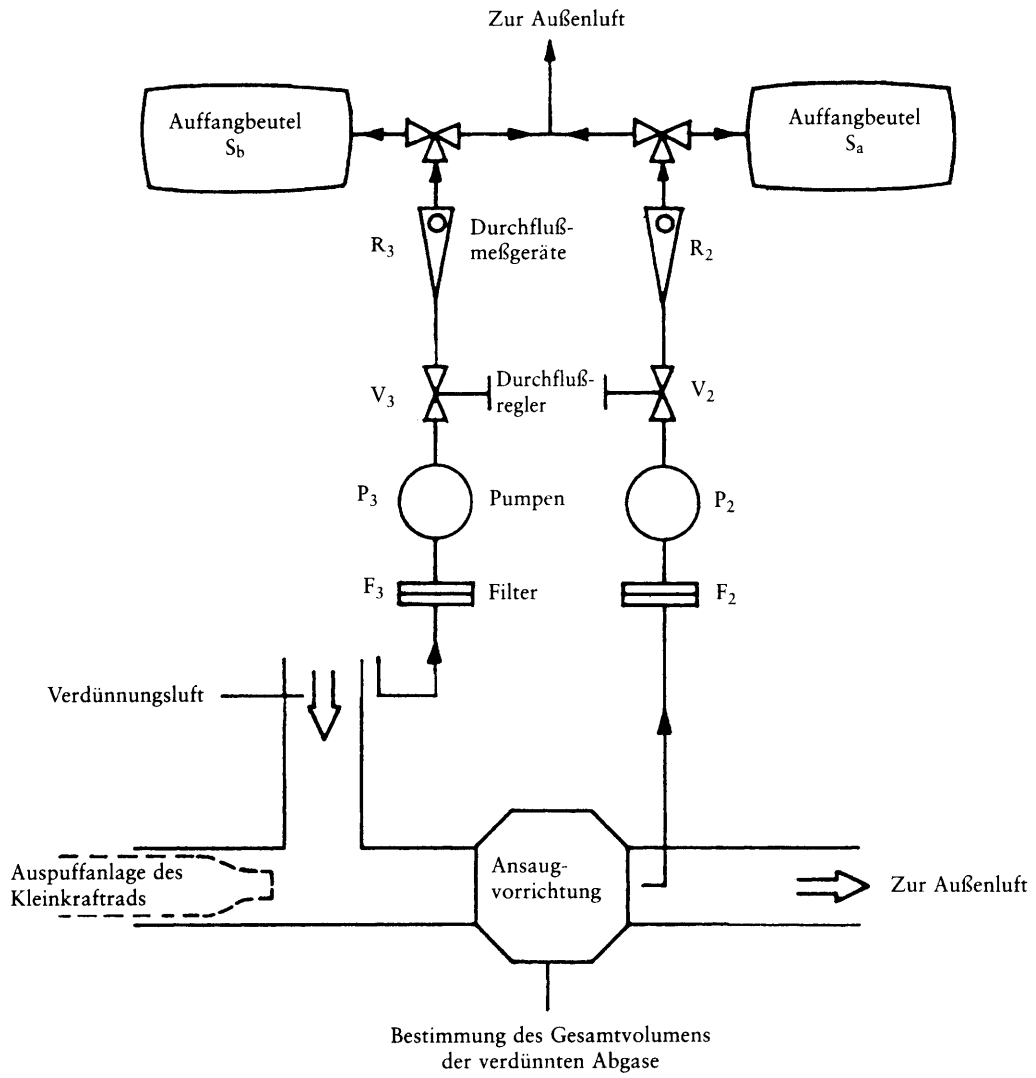 Zur Außenluft
Auffangbeutel
Sb
Auffangbeutel
Sa
R3
Durchfluß-
meßgeräte
R2
V3
Durchfluß-
regler
V2
P3
Pumpen
P2
F3
Filter
F2
Verdünnungsluft
Auspuffanlage des
Kleinkraftrads
Ansaug-
vorrichtung
Zur Außenluft
Bestimmung des Gesamtvolumens
der verdünnten Abgase